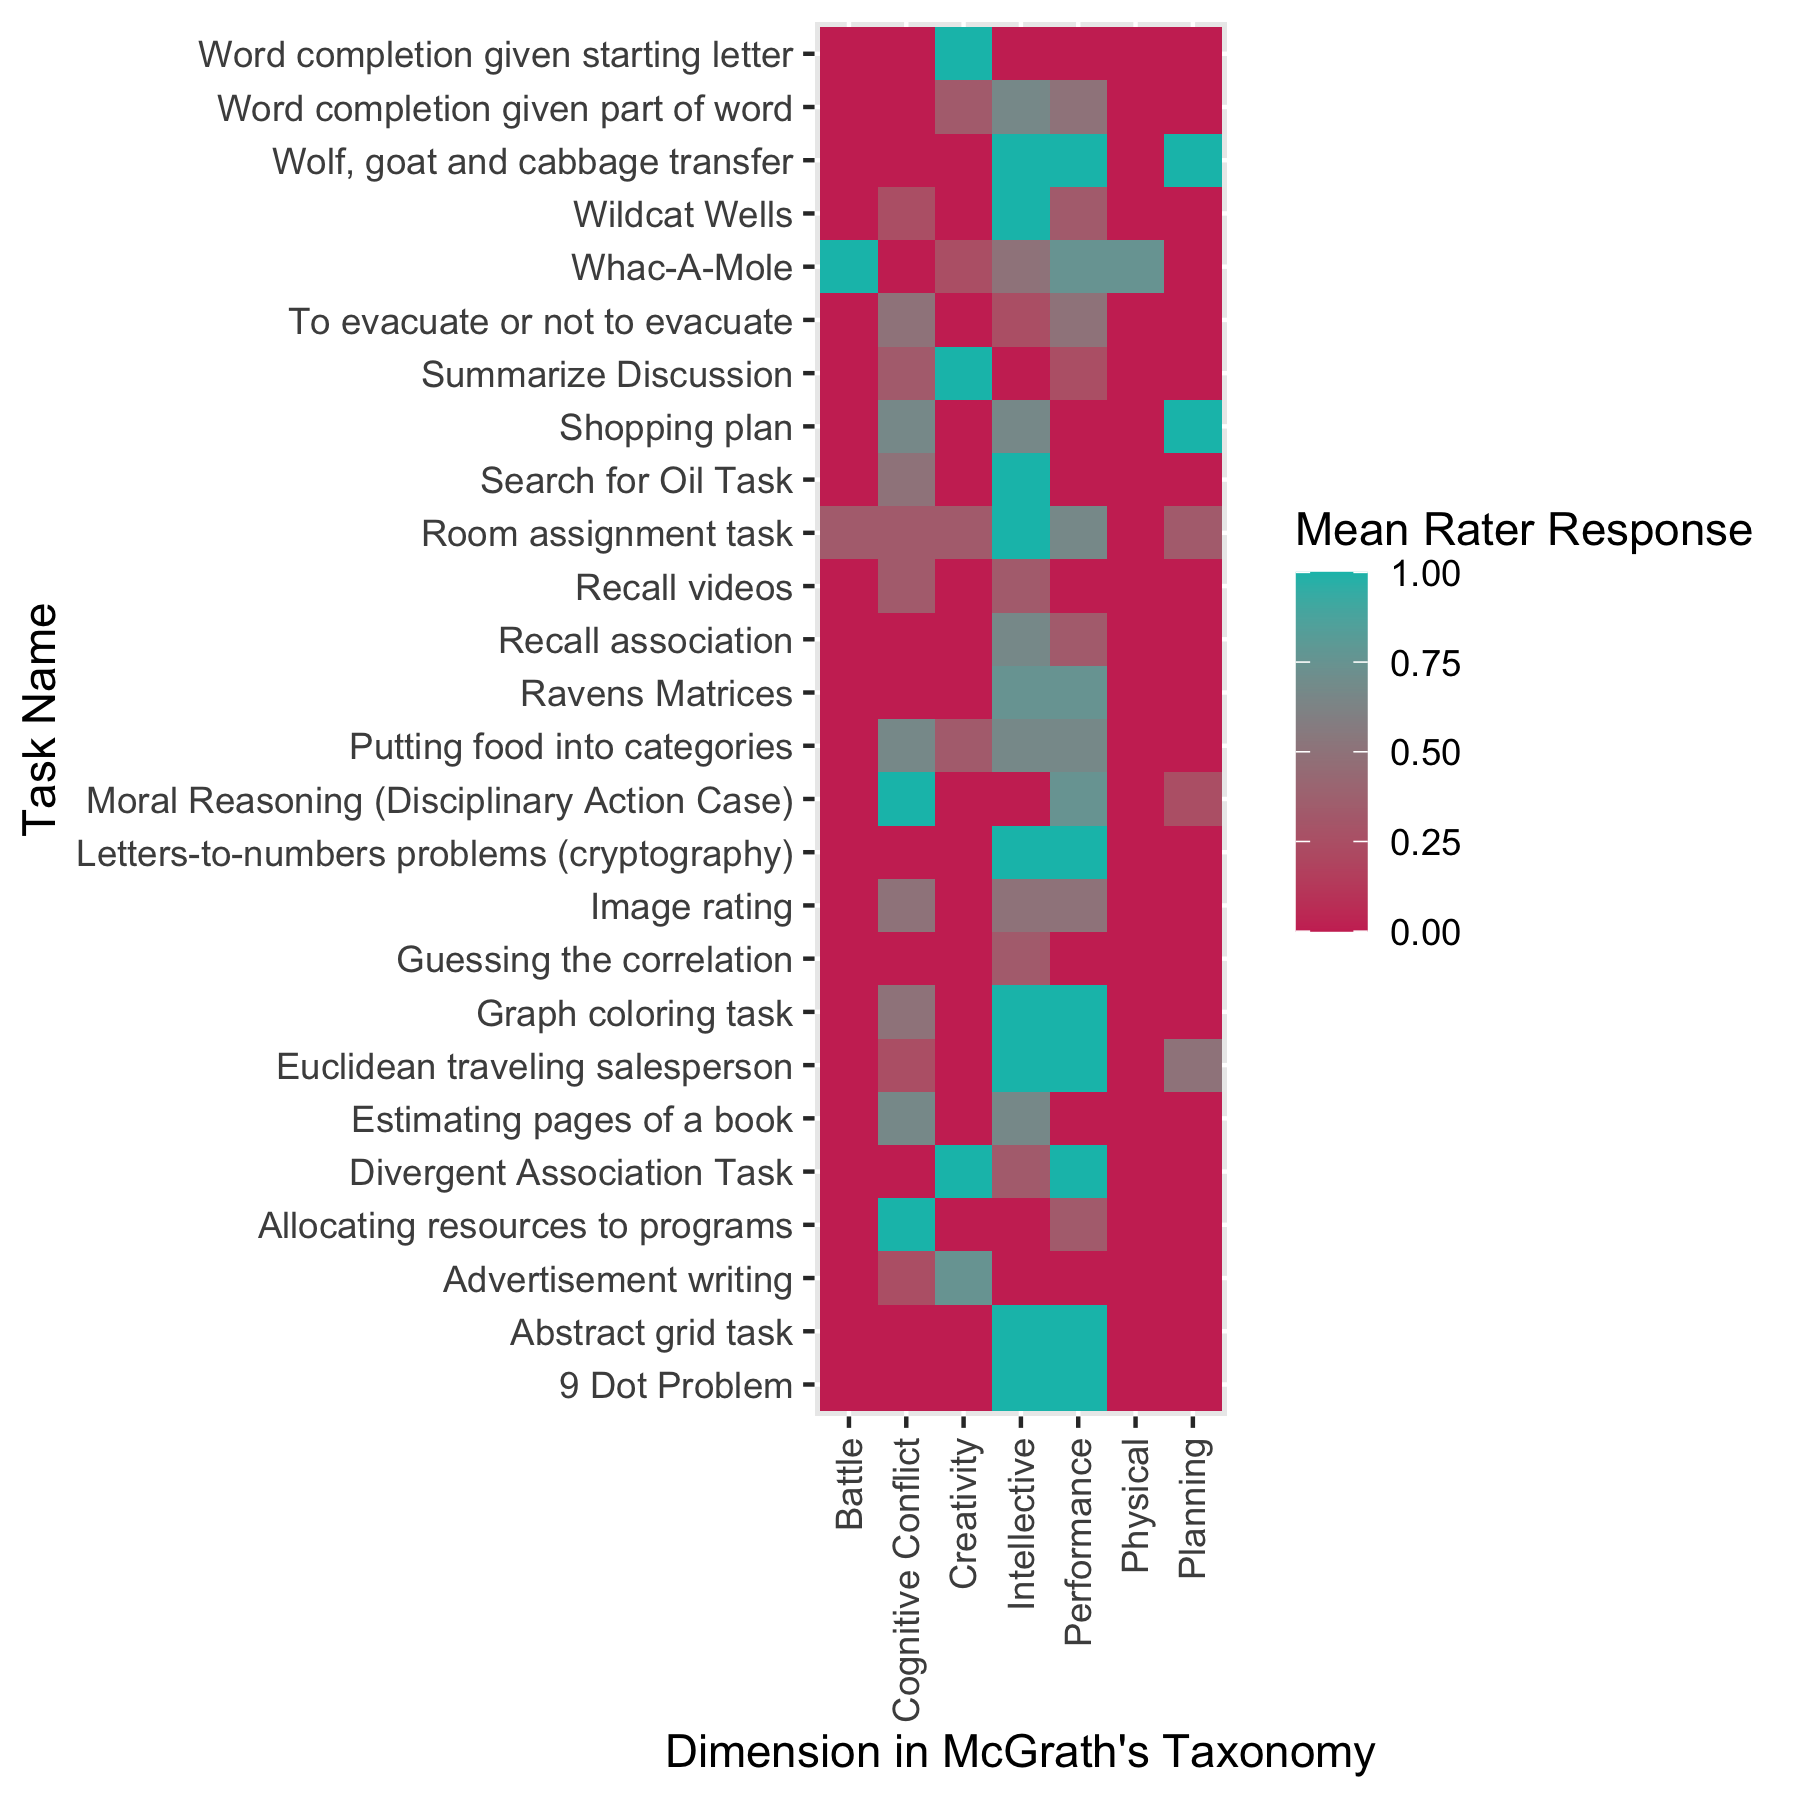 Task Name
Word completion given starting letter
Word completion given part of word
Wolf, goat and cabbage transfer
Wildcat Wells
Whac-A-Mole
To evacuate or not to evacuate
Summarize Discussion
Shopping plan
Search for Oil Task
Room assignment task
Recall videos
Recall association
Ravens Matrices
Putting food into categories
Moral Reasoning (Disciplinary Action Case)
Letters-to-numbers problems (cryptography)
Image rating
Guessing the correlation
Graph coloring task
Euclidean traveling salesperson
Estimating pages of a book
Divergent Association Task
Allocating resources to programs
Advertisement writing
Abstract grid task
9 Dot Problem
Battle
Cognitive Conflict
Creativity
Intellective
Performance
Physical
Planning
Dimension in McGrath's Taxonomy
Mean Rater Response
1.00
0.75
0.50
0.25
0.00